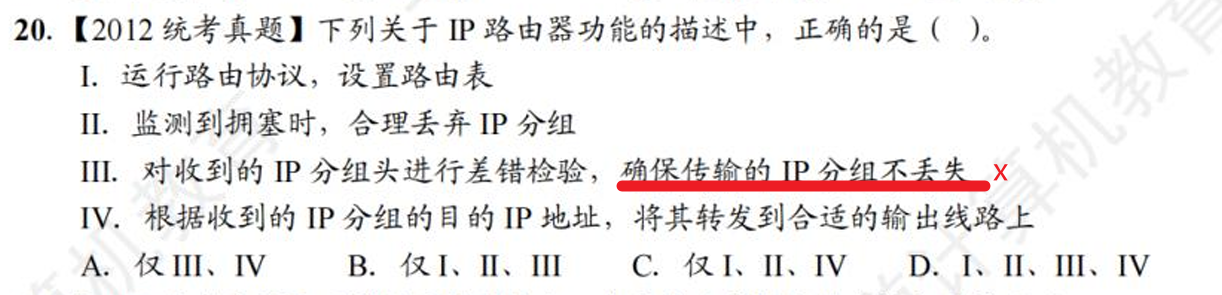 20. 【2012 统考真题】下列关于 IP 路由器功能的描述中，正确的是（ ）。
I. 运行路由协议，设置路由表
II. 监测到拥塞时，合理丢弃 IP 分组
III. 对收到的 IP 分组头进行差错检验，确保传输的 IP 分组不丢失 x
IV. 根据收到的 IP 分组的目的 IP 地址，将其转发到合适的输出线路上
A. 仅 III、IV B. 仅 I、II、III C. 仅 I、II、IV D. I、II、III、IV